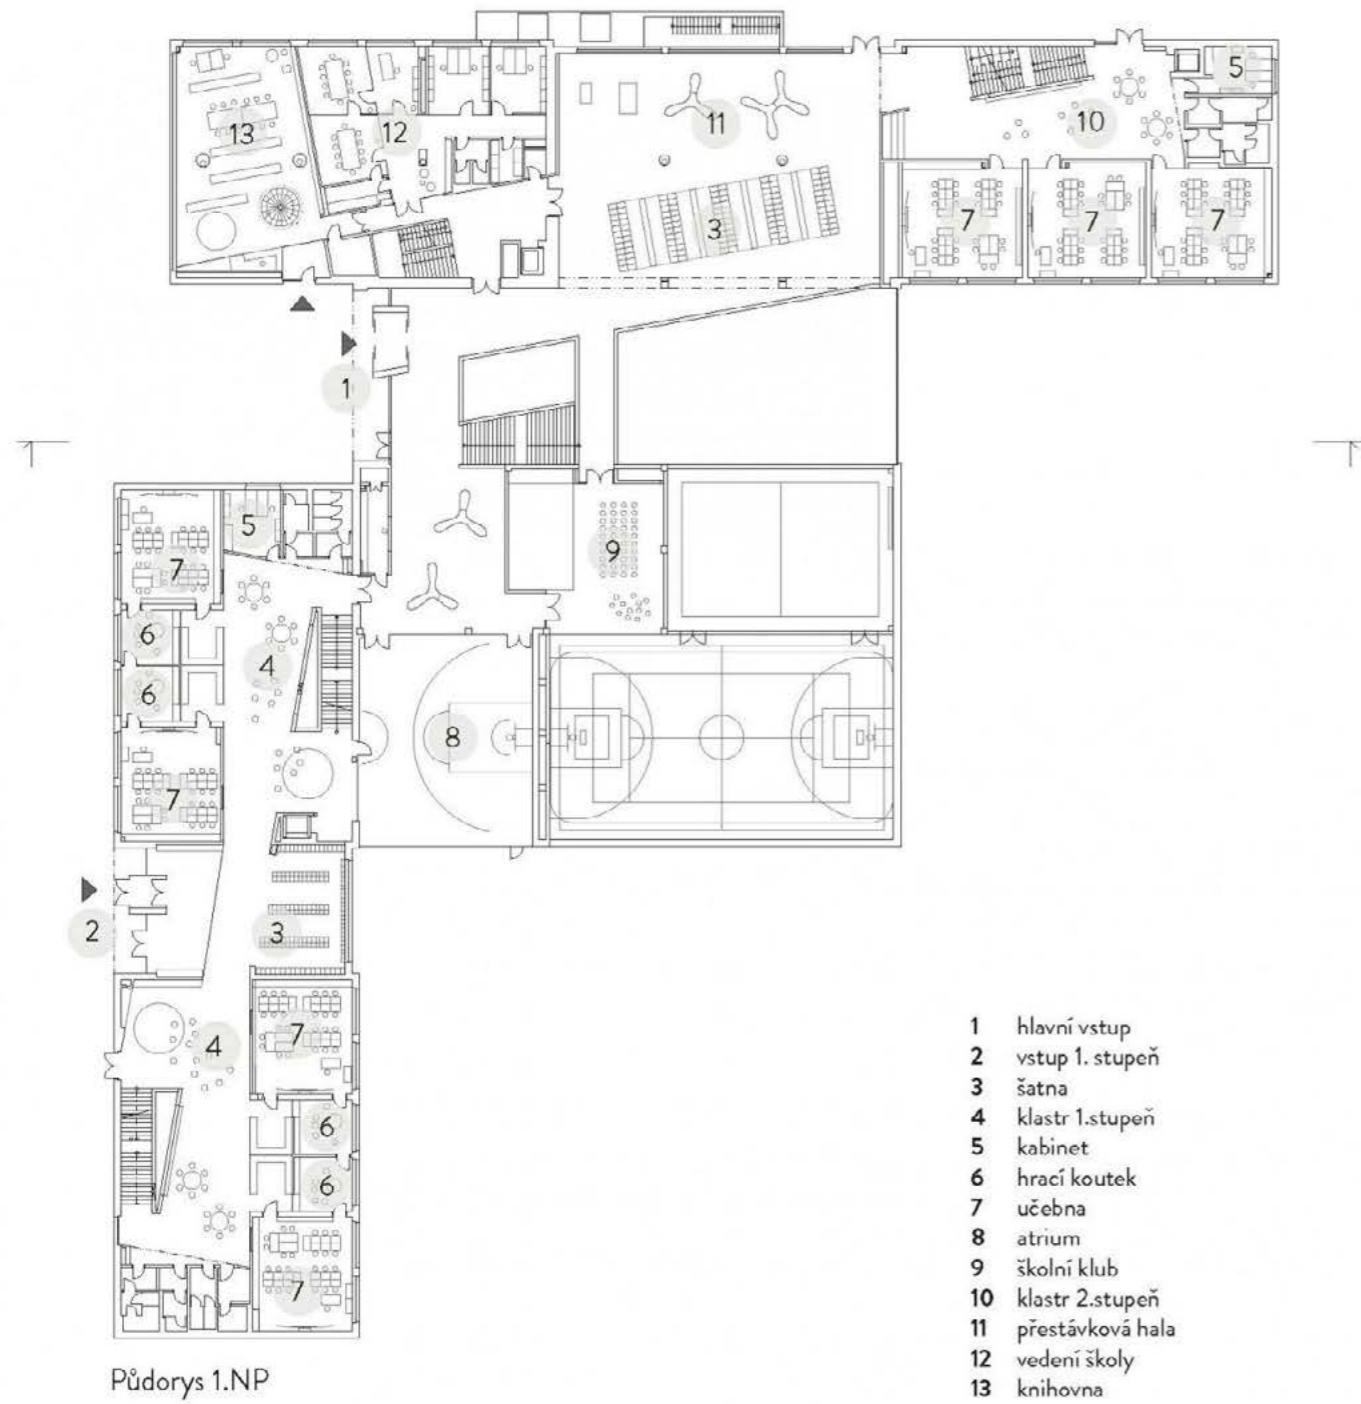 5
13
12
11
10
3
7
7
7
1
5
9
7
6
4
6
8
7
2
3
7
4
6
6
7
1 hlavní vstup
2 vstup 1. stupeň
3 šatna
4 klastr 1.stupeň
5 kabinet
6 hrací koutek
7 učebna
8 atrium
9 školní klub
10 klastr 2.stupeň
11 přestávková hala
12 vedení školy
13 knihovna
Půdorys 1.NP